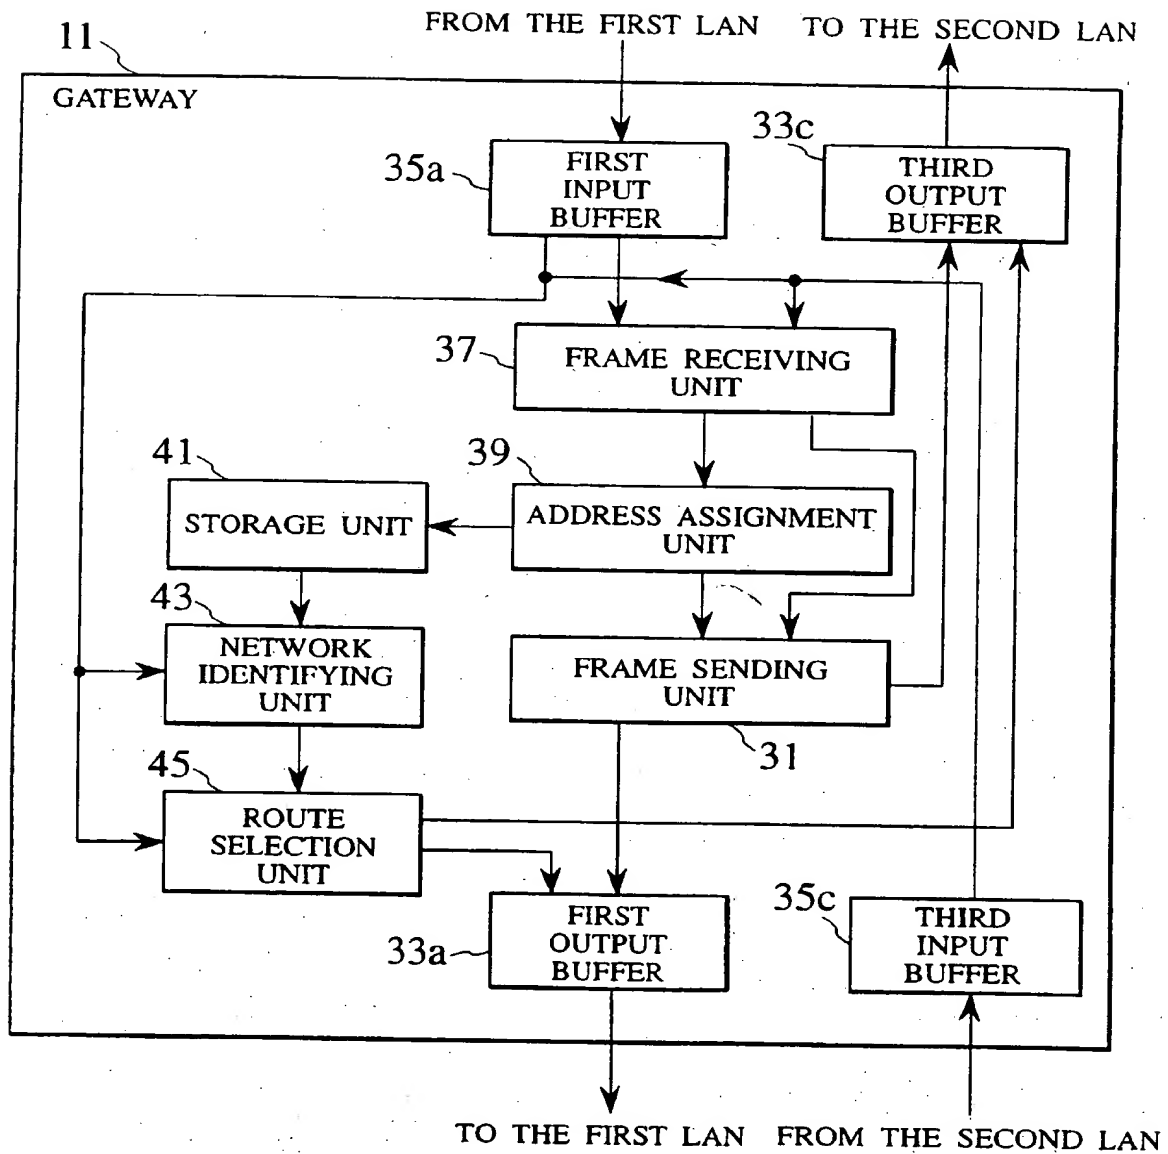 FROM THE FIRST LAN
TO THE SECOND LAN
11
GATEWAY
35a
FIRST
INPUT
BUFFER
33c
THIRD
OUTPUT
BUFFER
37
FRAME RECEIVING
UNIT
41
STORAGE UNIT
39
ADDRESS ASSIGNMENT
UNIT
43
NETWORK
IDENTIFYING
UNIT
FRAME SENDING
UNIT
31
45
ROUTE
SELECTION
UNIT
33a
FIRST
OUTPUT
BUFFER
35c
THIRD
INPUT
BUFFER
TO THE FIRST LAN
FROM THE SECOND LAN